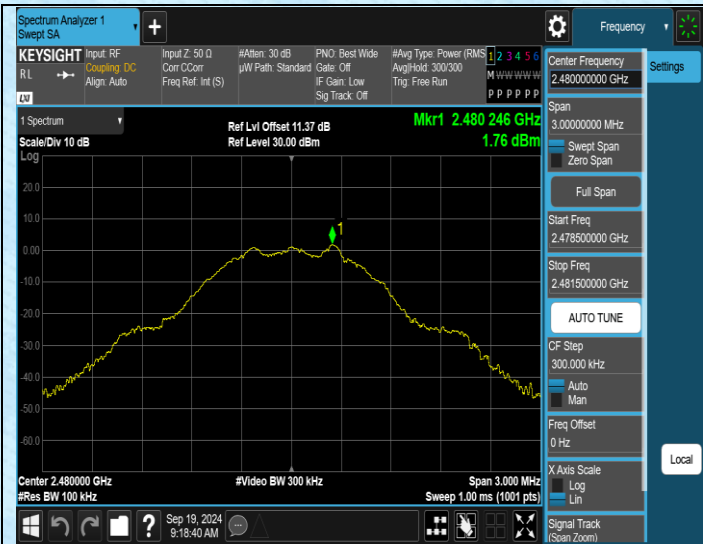 Spectrum Analyzer 1
Swept SA
+
Frequency
KEYSIGHT
RL
LXI
Input: RF
Coupling: DC
Align: Auto
Input Z: 50 Ω
Corr CCorr
Freq Ref: Int (S)
#Atten: 30 dB
µW Path: Standard
PNO: Best Wide
Gate: Off
IF Gain: Low
Sig Track: Off
#Avg Type: Power (RMS
Avg|Hold: 300/300
Trig: Free Run
1 2 3 4 5 6
M W W W W W
P P P P P P
1 Spectrum
Scale/Div 10 dB
Log
Ref Lvl Offset 11.37 dB
Ref Level 30.00 dBm
Mkr1 2.480 246 GHz
1.76 dBm
20.0
10.0
0.00
-10.0
-20.0
-30.0
-40.0
-50.0
-60.0
1
Center 2.480000 GHz
#Res BW 100 kHz
#Video BW 300 kHz
Span 3.000 MHz
Sweep 1.00 ms (1001 pts)
?
Sep 19, 2024
9:18:40 AM
Center Frequency
2.480000000 GHz
Span
3.00000000 MHz
Swept Span
Zero Span
Full Span
Start Freq
2.478500000 GHz
Stop Freq
2.481500000 GHz
AUTO TUNE
CF Step
300.000 kHz
Auto
Man
Freq Offset
0 Hz
X Axis Scale
Log
Lin
Signal Track
(Span Zoom)
Settings
Local